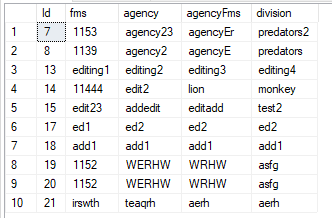 Id fms agency agencyFms division
1 7 1153 agency23 agencyEr predators2
2 8 1139 agency2 agencyE predators
3 13 editing1 editing2 editing3 editing4
4 14 11444 edit2 lion monkey
5 15 edit23 addedit editadd test2
6 17 ed1 ed2 ed2 ed2
7 18 add1 add1 add1 add1
8 19 1152 WERHW WRHW asfg
9 20 1152 WERHW WRHW asfg
10 21 irswth teaqrh aerh aerh